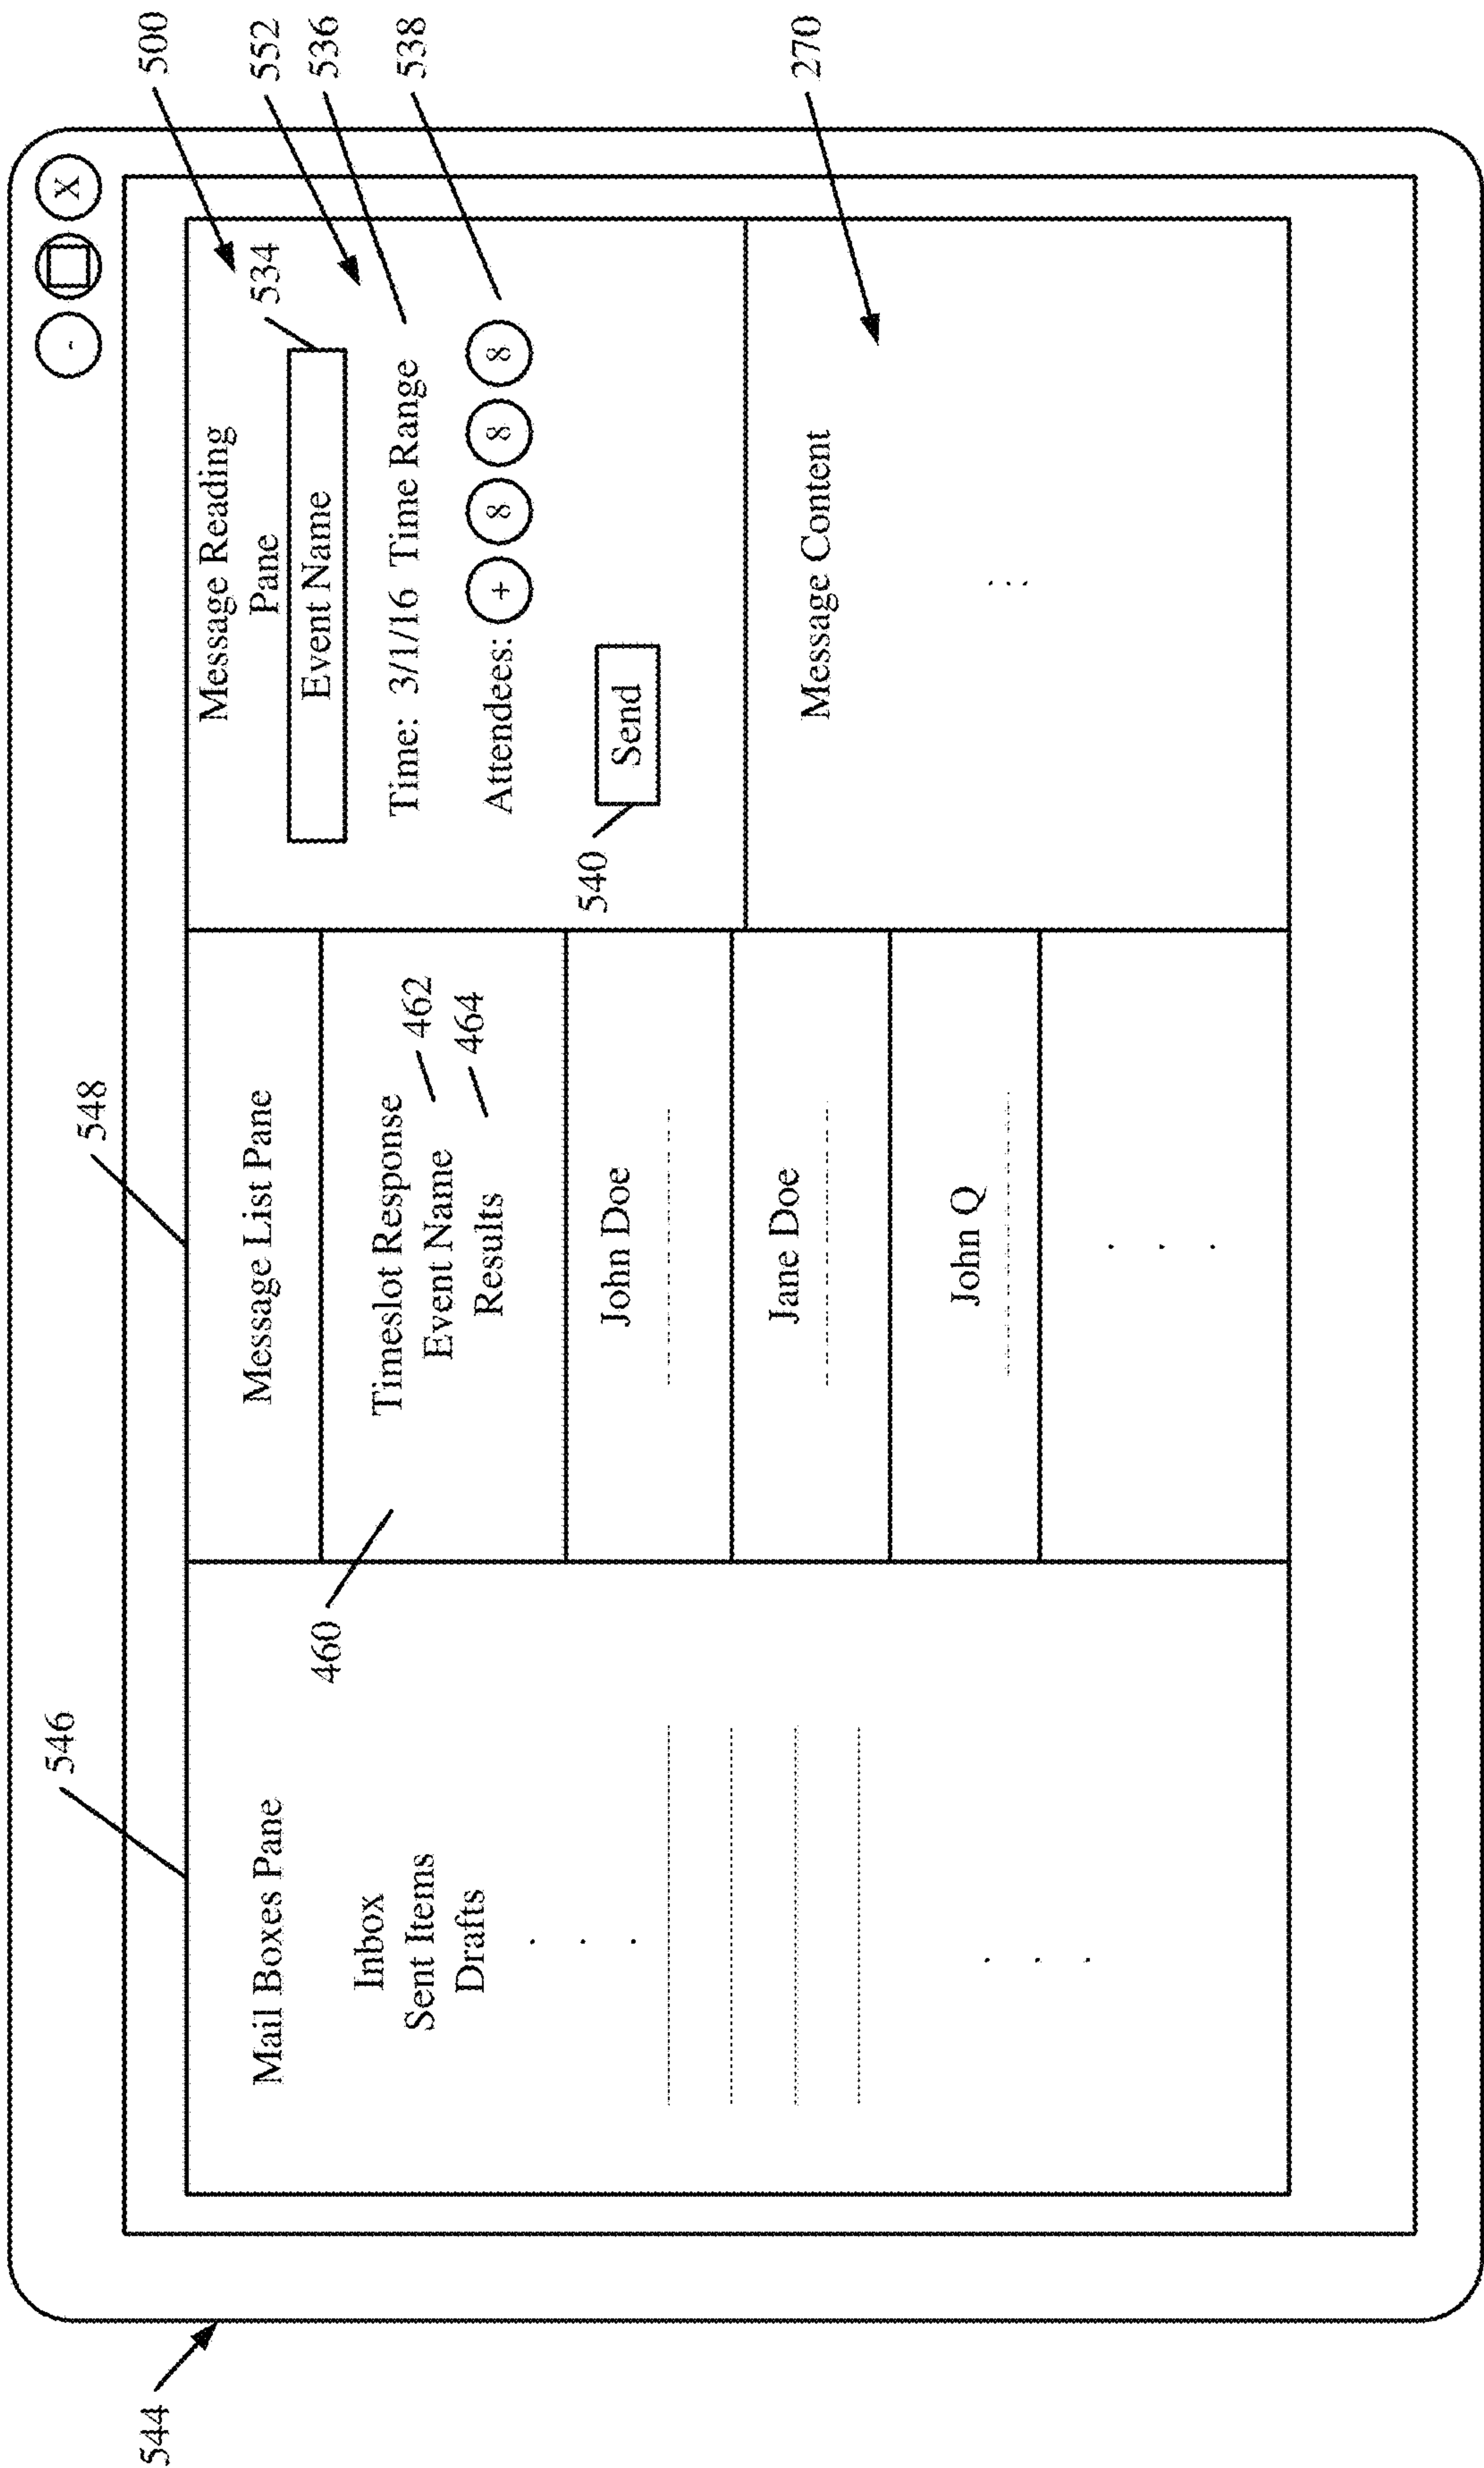 544
546
548
- X
500
552
536
538
270
Mail Boxes Pane
Inbox
Sent Items
Drafts
.
.
.
. . .
460
Message List Pane
Timeslot Response
462
Event Name
464
Results
John Doe
Jane Doe
John Q
.
.
.
Message Reading
Pane
534
Event Name
Time: 3/1/16 Time Range
Attendees: + 8 8 8
540
Send
Message Content
. . .